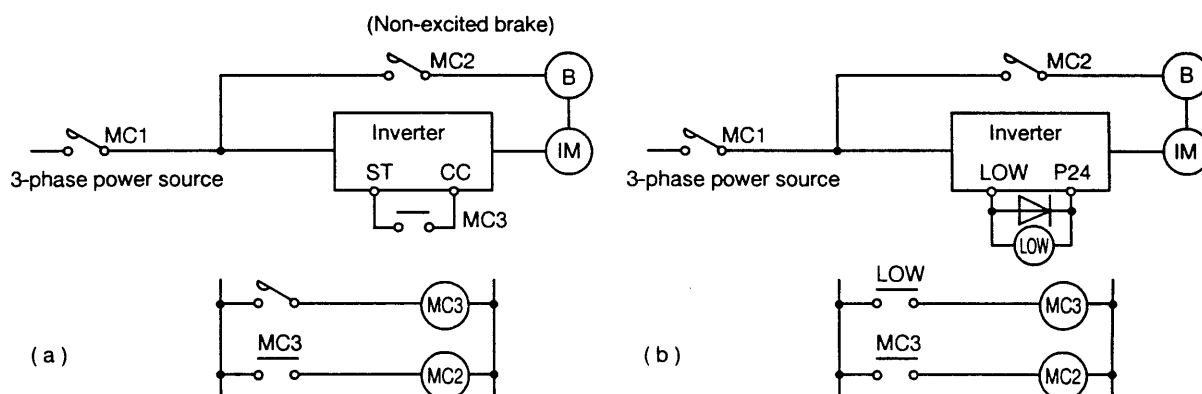 (Non-excited brake)
MC2
B
MC1
Inverter
IM
3-phase power source
ST CC
MC3
MC3
MC3
MC2
(a)
MC2
B
MC1
Inverter
IM
3-phase power source
LOW P24
LOW
LOW
MC3
MC3
MC2
(b)